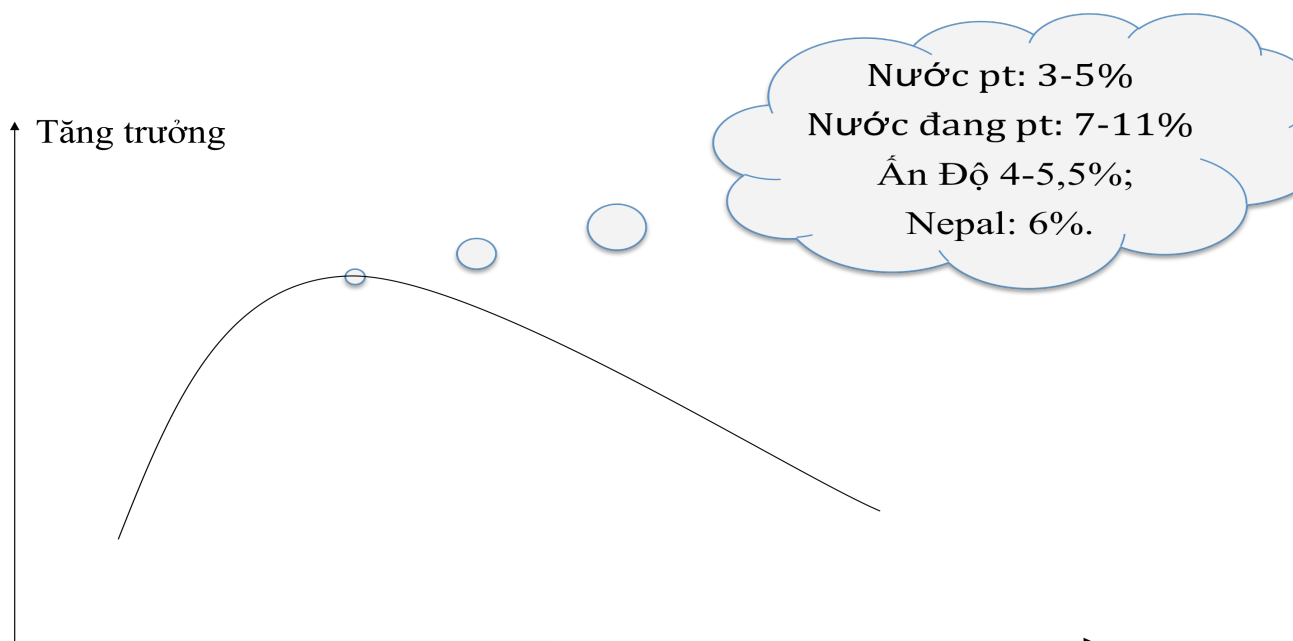 Tăng trưởng
Nước pt: 3-5%
Nước đang pt: 7-11%
Ấn Độ 4-5,5%;
Nepal: 6%.